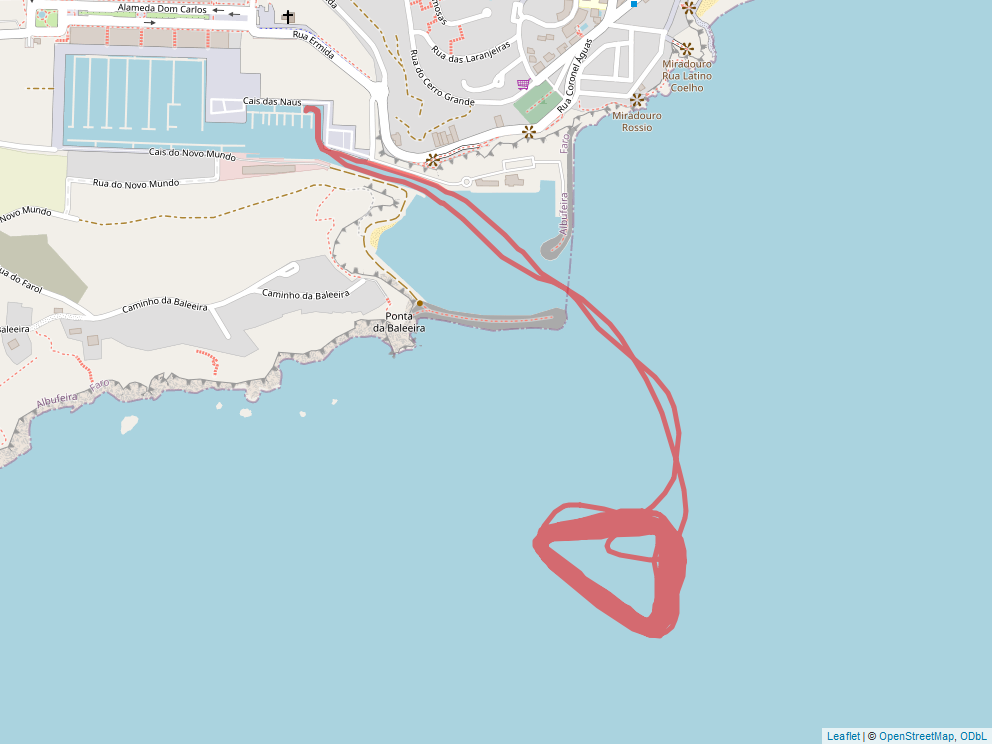 Alameda Dom Carlos
Rua Ermida
mosas
Rua das Laranjeiras
Rua do Cerro Grande
Rua Coronel Águas
Miradouro
Rua Latino
Coelho
Miradouro
Rossio
Cais das Naus
Cais do Novo Mundo
Rua do Novo Mundo
Novo Mundo
Faro
Albufeira
ua do Farol
Caminho da Baleeira
Caminho da Baleeira
Baleeira
Ponta
da Baleeira
Albufeira
Faro
Leaflet | © OpenStreetMap, ODbL